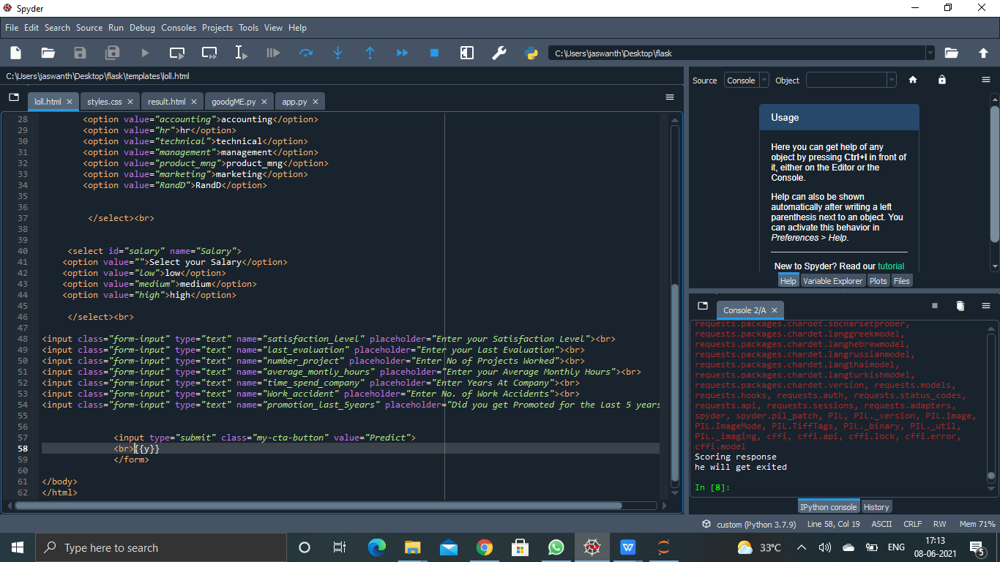 Spyder
File Edit Search Source Run Debug Consoles Projects Tools View Help
C:\Users\jaswanth\Desktop\flask
C:\Users\jaswanth\Desktop\flask\templates\loll.html
loll.html styles.css result.html goodgME.py app.py
28 <option value="accounting">accounting</option>
29 <option value="hr">hr</option>
30 <option value="technical">technical</option>
31 <option value="management">management</option>
32 <option value="product_mng">product_mng</option>
33 <option value="marketing">marketing</option>
34 <option value="RandD">RandD</option>
35
36
37 </select><br>
38
39
40 <select id="salary" name="Salary">
41 <option value="">Select your Salary</option>
42 <option value="low">low</option>
43 <option value="medium">medium</option>
44 <option value="high">high</option>
45
46 </select><br>
47
48 <input class="form-input" type="text" name="satisfaction_level" placeholder="Enter your Satisfaction Level"><br>
49 <input class="form-input" type="text" name="last_evaluation" placeholder="Enter your Last Evaluation"><br>
50 <input class="form-input" type="text" name="number_project" placeholder="Enter No of Projects Worked"><br>
51 <input class="form-input" type="text" name="average_montly_hours" placeholder="Enter your Average Monthly Hours"><br>
52 <input class="form-input" type="text" name="time_spend_company" placeholder="Enter Years At Company"><br>
53 <input class="form-input" type="text" name="Work_accident" placeholder="Enter No. of Work Accidents"><br>
54 <input class="form-input" type="text" name="promotion_last_5years" placeholder="Did you get Promoted for the Last 5 years
55
56
57 <input type="submit" class="my-cta-button" value="Predict">
58 <br>{{y}}
59 </form>
60
61 </body>
62 </html>
Source Console Object
Usage
Here you can get help of any
object by pressing Ctrl+I in front of
it, either on the Editor or the
Console.
Help can also be shown
automatically after writing a left
parenthesis next to an object. You
can activate this behavior in
Preferences > Help.
New to Spyder? Read our tutorial
Help Variable Explorer Plots Files
Console 2/A
requests.packages.chardet.sbcharsetprober,
requests.packages.chardet.langgreekmodel,
requests.packages.chardet.langhebrewmodel,
requests.packages.chardet.langrussianmodel,
requests.packages.chardet.langthaimodel,
requests.packages.chardet.langturkishmodel,
requests.packages.chardet.version, requests.models,
requests.hooks, requests.auth, requests.status_codes,
requests.api, requests.sessions, requests.adapters,
spyder, spyder.pil_patch, PIL, PIL._version, PIL.Image,
PIL.ImageMode, PIL.TiffTags, PIL._binary, PIL._util,
PIL._imaging, cffi, cffi.api, cffi.lock, cffi.error,
cffi.model
Scoring response
he will get exited
In [8]:
IPython console History
custom (Python 3.7.9) Line 58, Col 19 ASCII CRLF RW Mem 71%
Type here to search
33°C ENG 17:13
08-06-2021
5